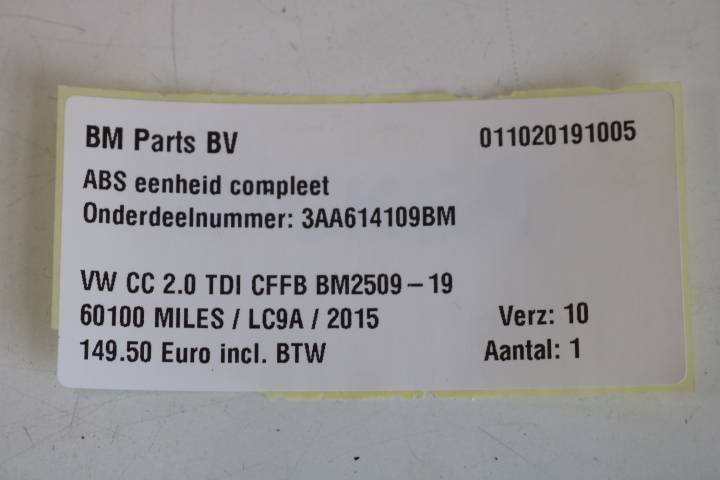 BM Parts BV 011020191005
ABS eenheid compleet
Onderdeelnummer: 3AA614109BM
VW CC 2.0 TDI CFFB BM2509-19
60100 MILES / LC9A / 2015 Verz: 10
149.50 Euro incl. BTW Aantal: 1